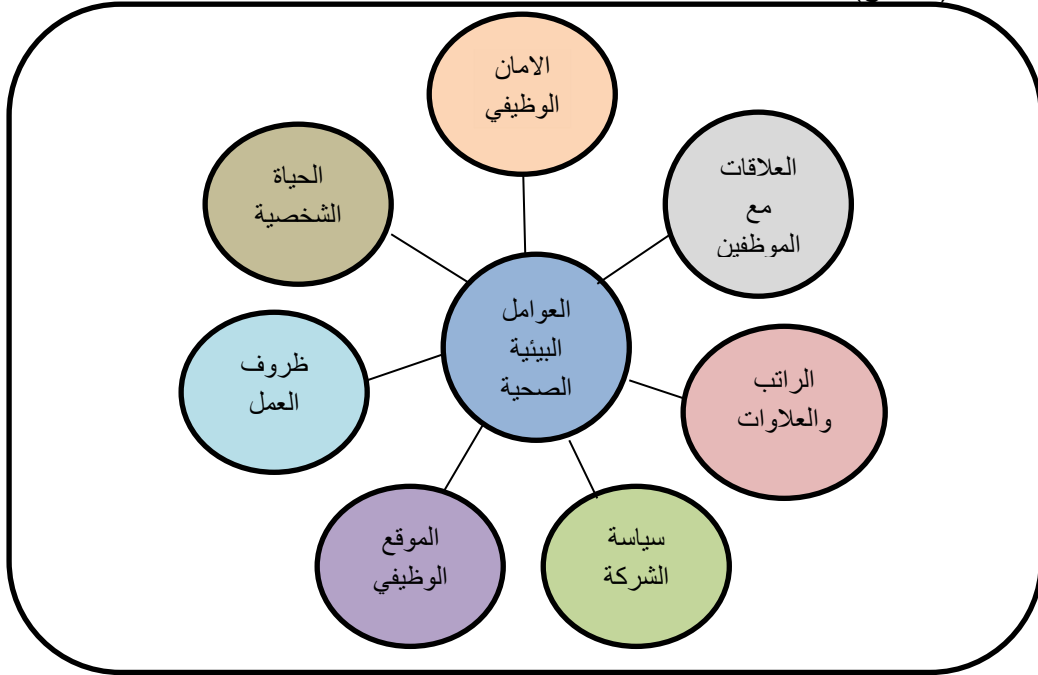 الامان
الوظيفي
العلاقات
مع
الموظفين
الحياة
الشخصية
العوامل
البيئية
الصحية
ظروف
العمل
الراتب
والعلاوات
الموقع
الوظيفي
سياسة
الشركة